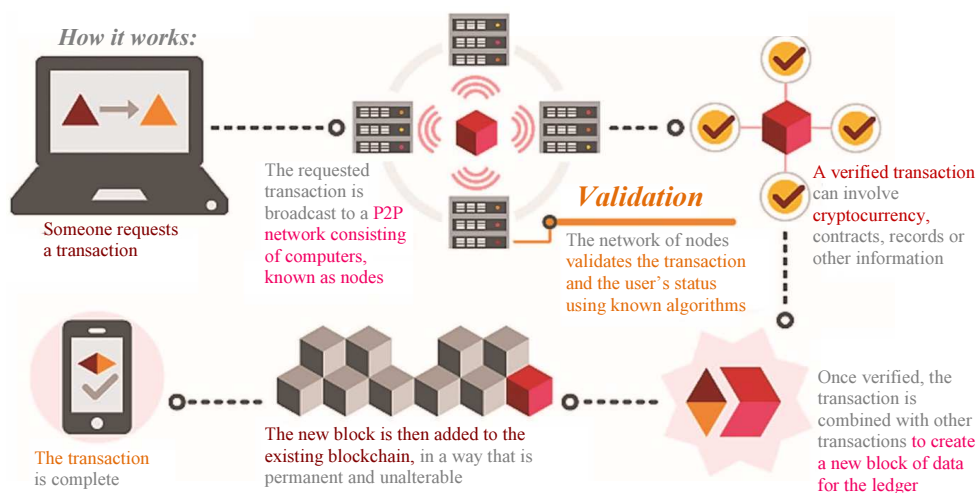 How it works:
Someone requests
a transaction
The requested
transaction is
broadcast to a P2P
network consisting
of computers,
known as nodes
Validation
The network of nodes
validates the transaction
and the user’s status
using known algorithms
A verified transaction
can involve
cryptocurrency,
contracts, records or
other information
Once verified, the
transaction is
combined with other
transactions to create
a new block of data
for the ledger
The new block is then added to the
existing blockchain, in a way that is
permanent and unalterable
The transaction
is complete